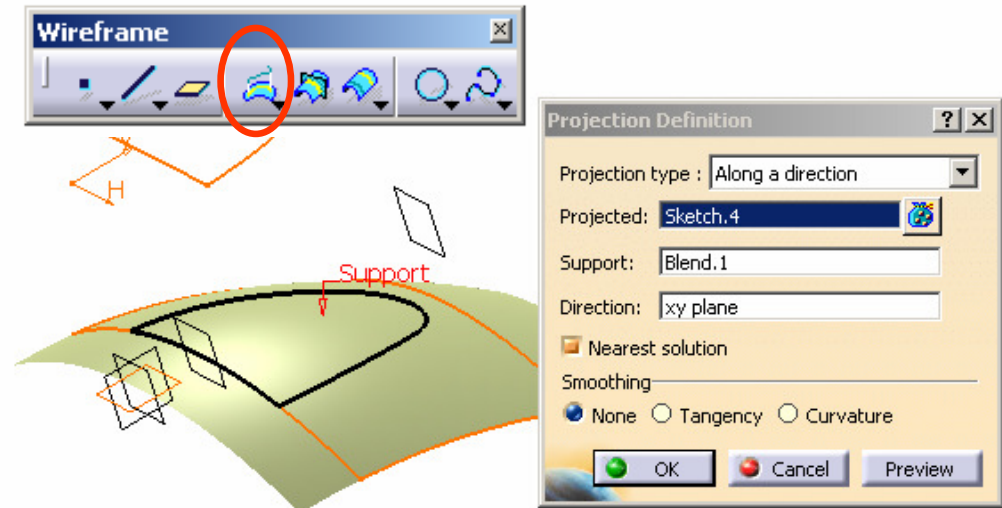 Wireframe
H
Support
Projection Definition
Projection type : Along a direction
Projected: Sketch.4
Support: Blend.1
Direction: xy plane
Nearest solution
Smoothing
None Tangency Curvature
OK Cancel Preview